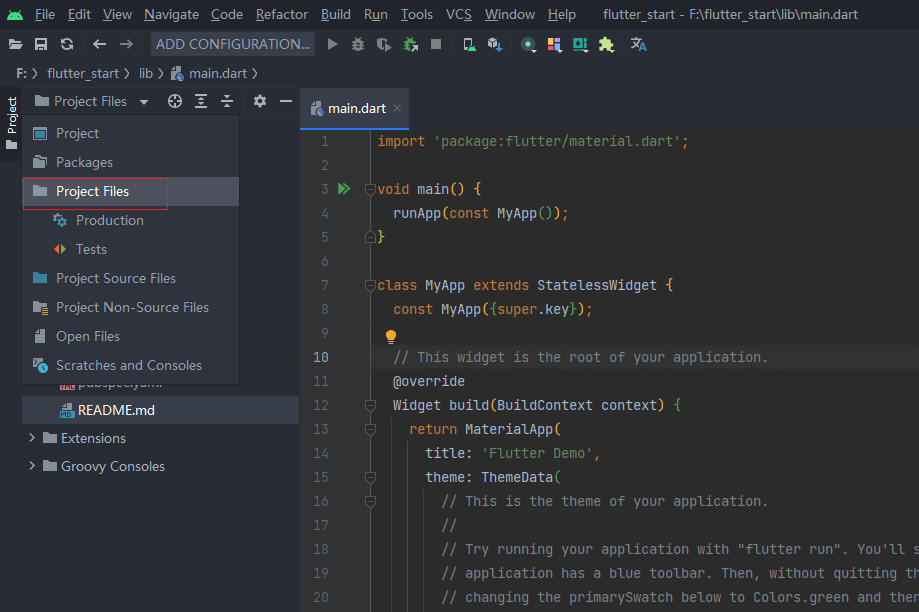 File Edit View Navigate Code Refactor Build Run Tools VCS Window Help flutter_start - F:\flutter_start\lib\main.dart
ADD CONFIGURATION...
F: flutter_start lib main.dart
Project
Project Files
main.dart
Project
Packages
Project Files
Production
Tests
Project Source Files
Project Non-Source Files
Open Files
Scratches and Consoles
README.md
Extensions
Groovy Consoles
1 import 'package:flutter/material.dart';
2
3 void main() {
4 runApp(const MyApp());
5 }
6
7 class MyApp extends StatelessWidget {
8 const MyApp({super.key});
9
10 // This widget is the root of your application.
11 @override
12 Widget build(BuildContext context) {
13 return MaterialApp(
14 title: 'Flutter Demo',
15 theme: ThemeData(
16 // This is the theme of your application.
17 //
18 // Try running your application with "flutter run". You'll s
19 // application has a blue toolbar. Then, without quitting th
20 // changing the primarySwatch below to Colors.green and then